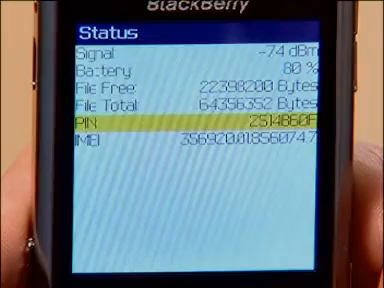 BlackBerry
Status
Signal -74 dBm
Battery 80 %
File Free: 22398200 Bytes
File Total: 64356352 Bytes
PIN 2514860F
IMEI 356920.01.856074.7